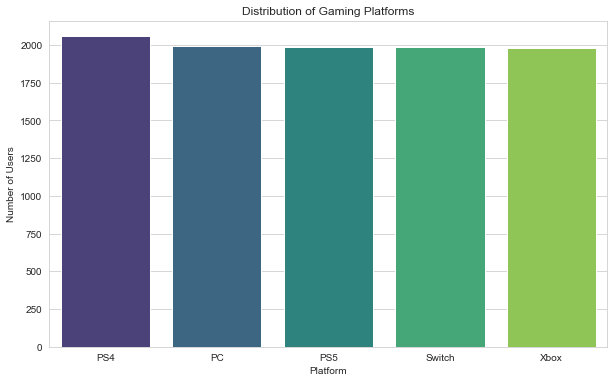 Distribution of Gaming Platforms
Number of Users
2000
1750
1500
1250
1000
750
500
250
0
PS4 PC PS5 Switch Xbox
Platform